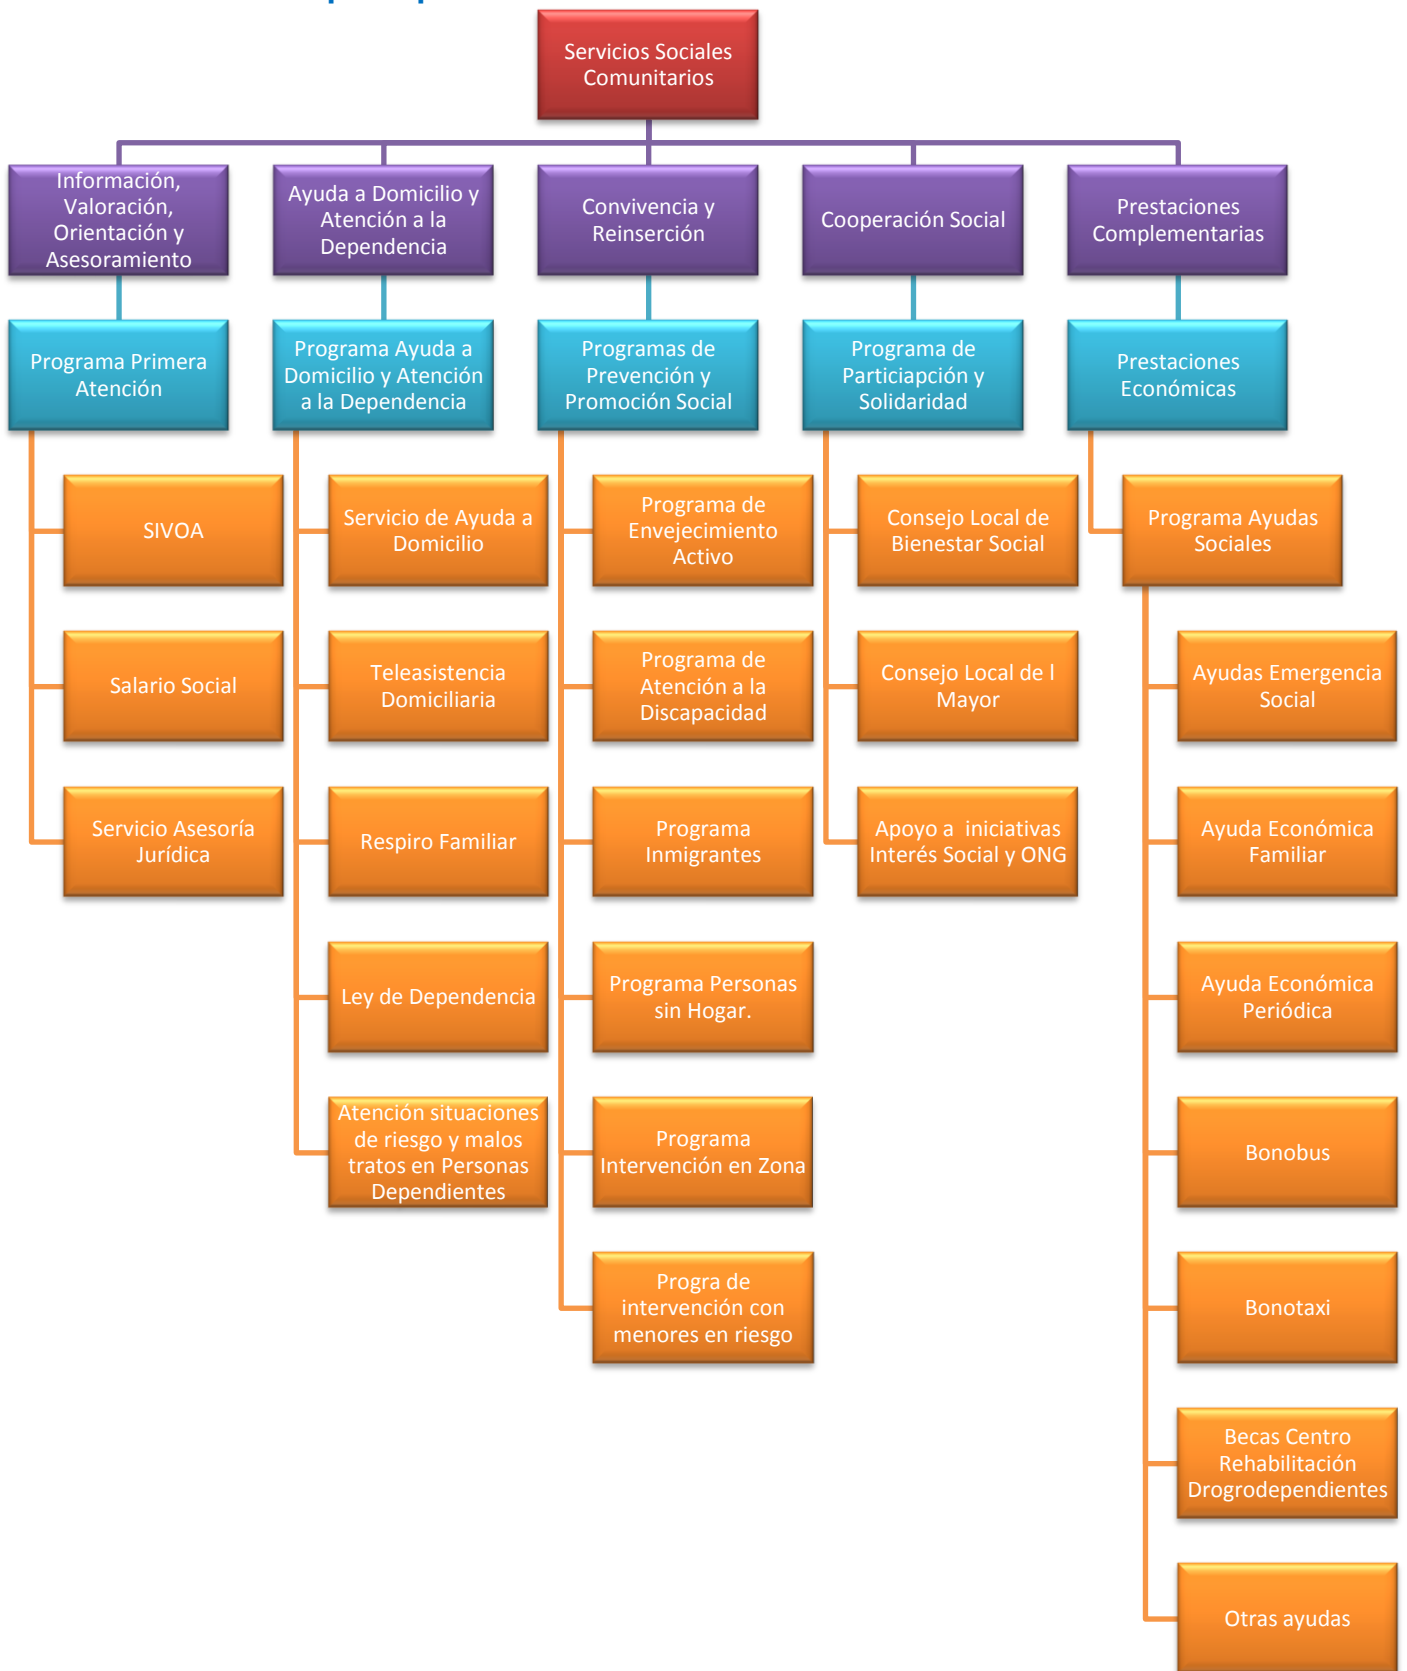 Servicios Sociales
Comunitarios
Información,
Valoración,
Orientación y
Asesoramiento
Ayuda a Domicilio y
Atención a la
Dependencia
Convivencia y
Reinserción
Cooperación Social
Prestaciones
Complementarias
Programa Primera
Atención
Programa Ayuda a
Domicilio y Atención
a la Dependencia
Programas de
Prevención y
Promoción Social
Programa de
Particiapción y
Solidaridad
Prestaciones
Económicas
SIVOA
Salario Social
Servicio Asesoría
Jurídica
Servicio de Ayuda a
Domicilio
Teleasistencia
Domiciliaria
Respiro Familiar
Ley de Dependencia
Atención situaciones
de riesgo y malos
tratos en Personas
Dependientes
Programa de
Envejecimiento
Activo
Programa de
Atención a la
Discapacidad
Programa
Inmigrantes
Programa Personas
sin Hogar.
Programa
Intervención en Zona
Progra de
intervención con
menores en riesgo
Consejo Local de
Bienestar Social
Consejo Local de l
Mayor
Apoyo a  iniciativas
Interés Social y ONG
Programa Ayudas
Sociales
Ayudas Emergencia
Social
Ayuda Económica
Familiar
Ayuda Económica
Periódica
Bonobus
Bonotaxi
Becas Centro
Rehabilitación
Drogrodependientes
Otras ayudas